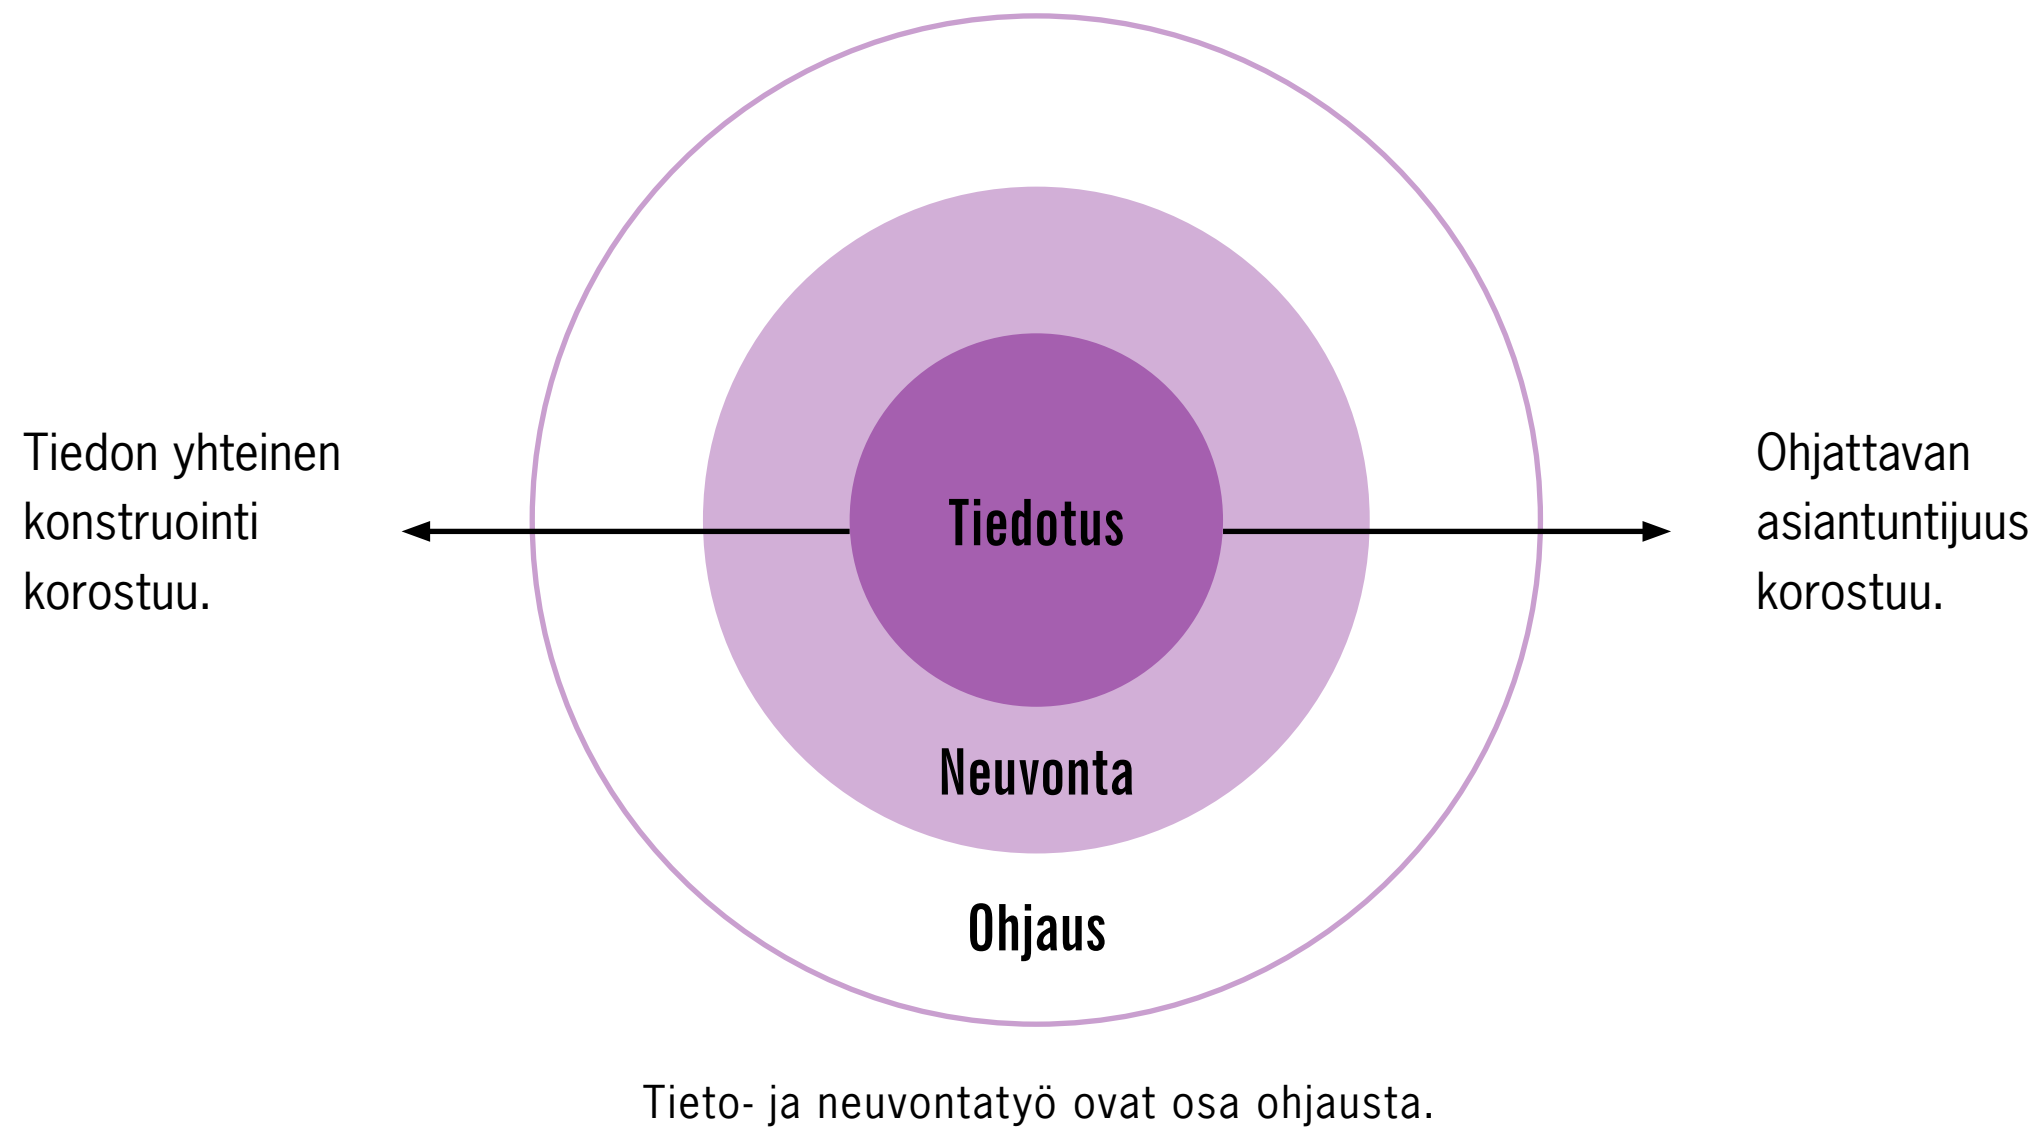 Tiedon yhteinen
konstruointi
korostuu.
Tiedotus
Neuvonta
Ohjaus
Ohjattavan
asiantuntijuus
korostuu.
Tieto- ja neuvontatyö ovat osa ohjausta.